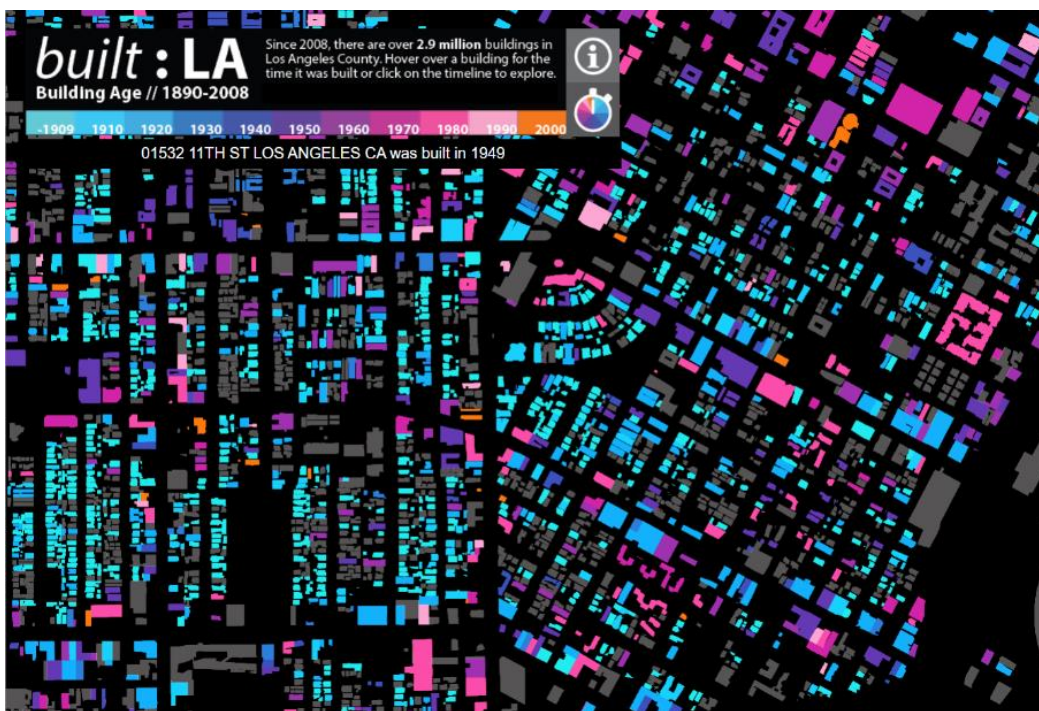 built : LA
Building Age // 1890-2008
Since 2008, there are over 2.9 million buildings in
Los Angeles County. Hover over a building for the
time it was built or click on the timeline to explore.
i
-1909 1910 1920 1930 1940 1950 1960 1970 1980 1990 2000
01532 11TH ST LOS ANGELES CA was built in 1949